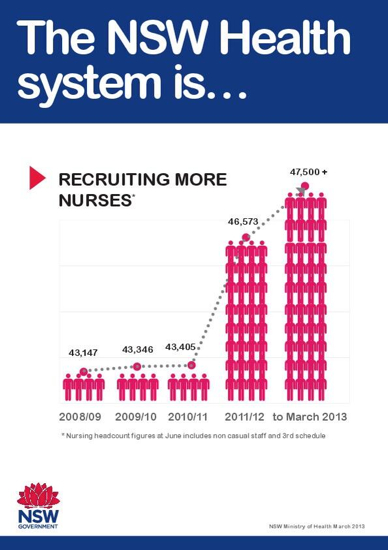 The NSW Health
system is...
RECRUITING MORE
NURSES*
47,500 +
46,573
43,147
43,346
43,405
2008/09 2009/10 2010/11 2011/12 to March 2013
* Nursing headcount figures at June includes non casual staff and 3rd schedule
NSW
GOVERNMENT
NSW Ministry of Health March 2013